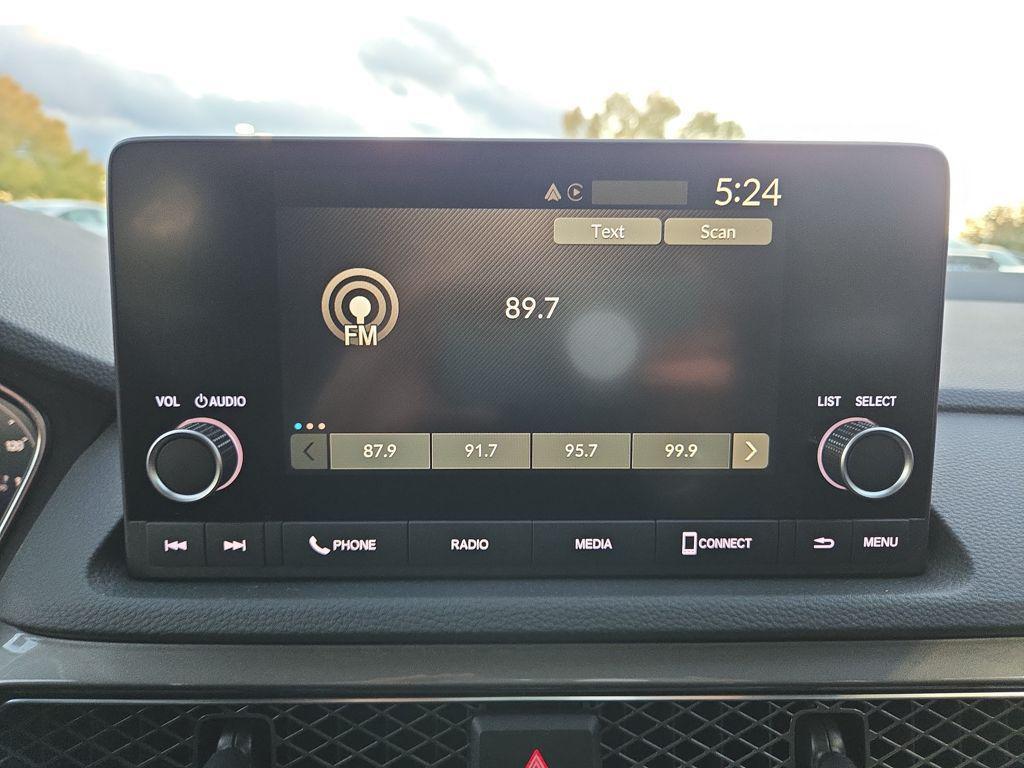 5:24
Text Scan
FM
89.7
VOL AUDIO
LIST SELECT
87.9 91.7 95.7 99.9
PHONE RADIO MEDIA CONNECT MENU